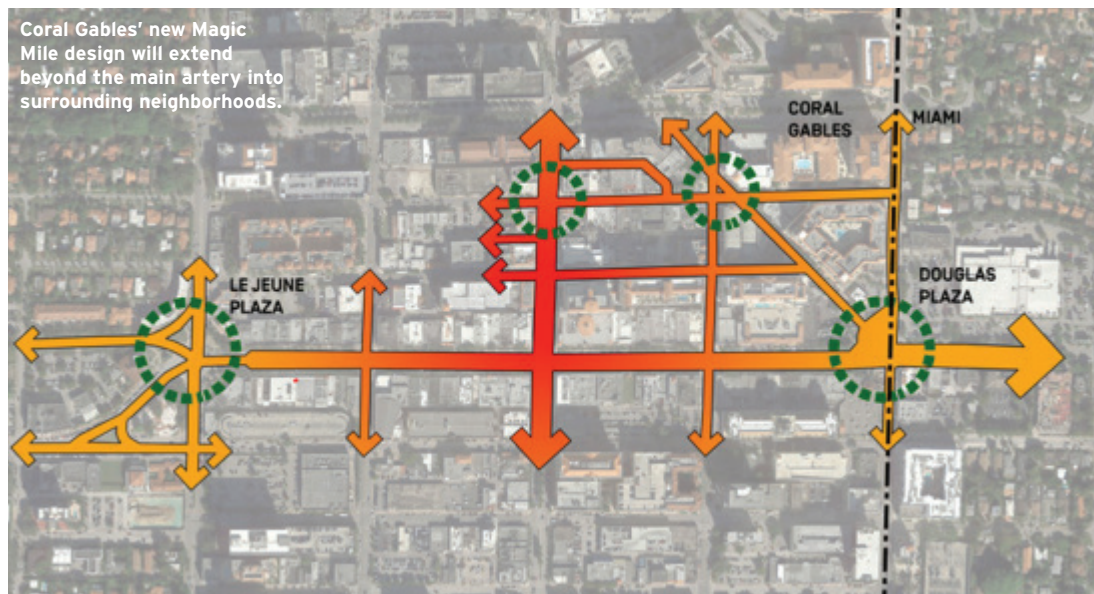 Coral Gables' new Magic
Mile design will extend
beyond the main artery into
surrounding neighborhoods.
CORAL
GABLES
MIAMI
LE JEUNE
PLAZA
DOUGLAS
PLAZA